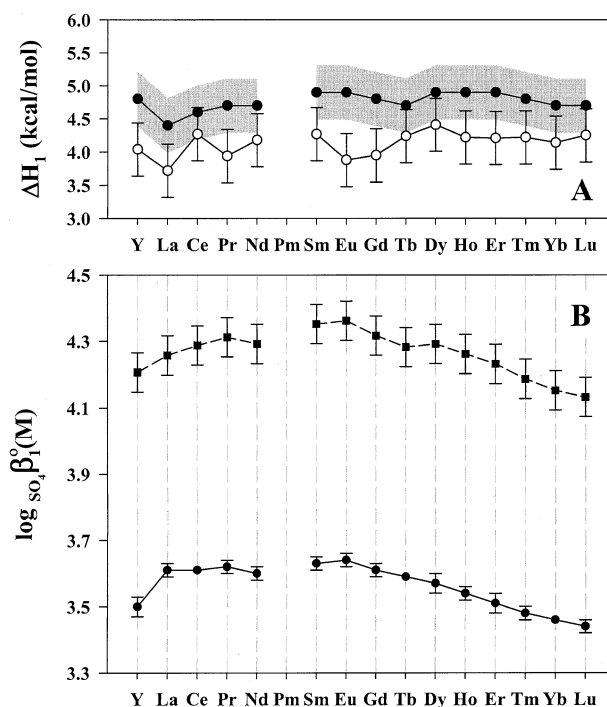 ΔH₁ (kcal/mol)
6.0
5.5
5.0
4.5
4.0
3.5
3.0
A
Y La Ce Pr Nd Pm Sm Eu Gd Tb Dy Ho Er Tm Yb Lu
log SO₄β₁°(M)
4.5
4.3
4.1
3.9
3.7
3.5
3.3
B
Y La Ce Pr Nd Pm Sm Eu Gd Tb Dy Ho Er Tm Yb Lu